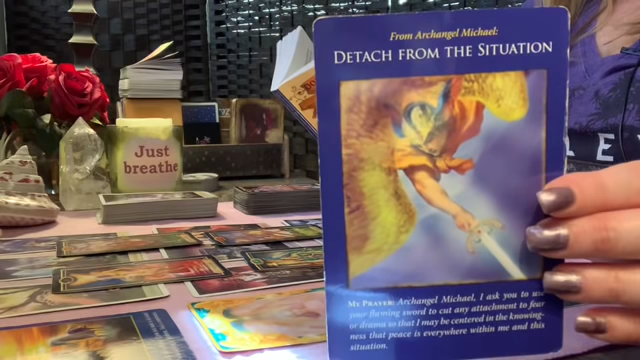 From Archangel Michael:
DETACH FROM THE SITUATION
Just
breathe
MY PRAYER: Archangel Michael, I ask you to use
your flaming sword to cut any attachment to fear
or drama so that I may be centered in the knowing-
ness that peace is everywhere within me and this
situation.